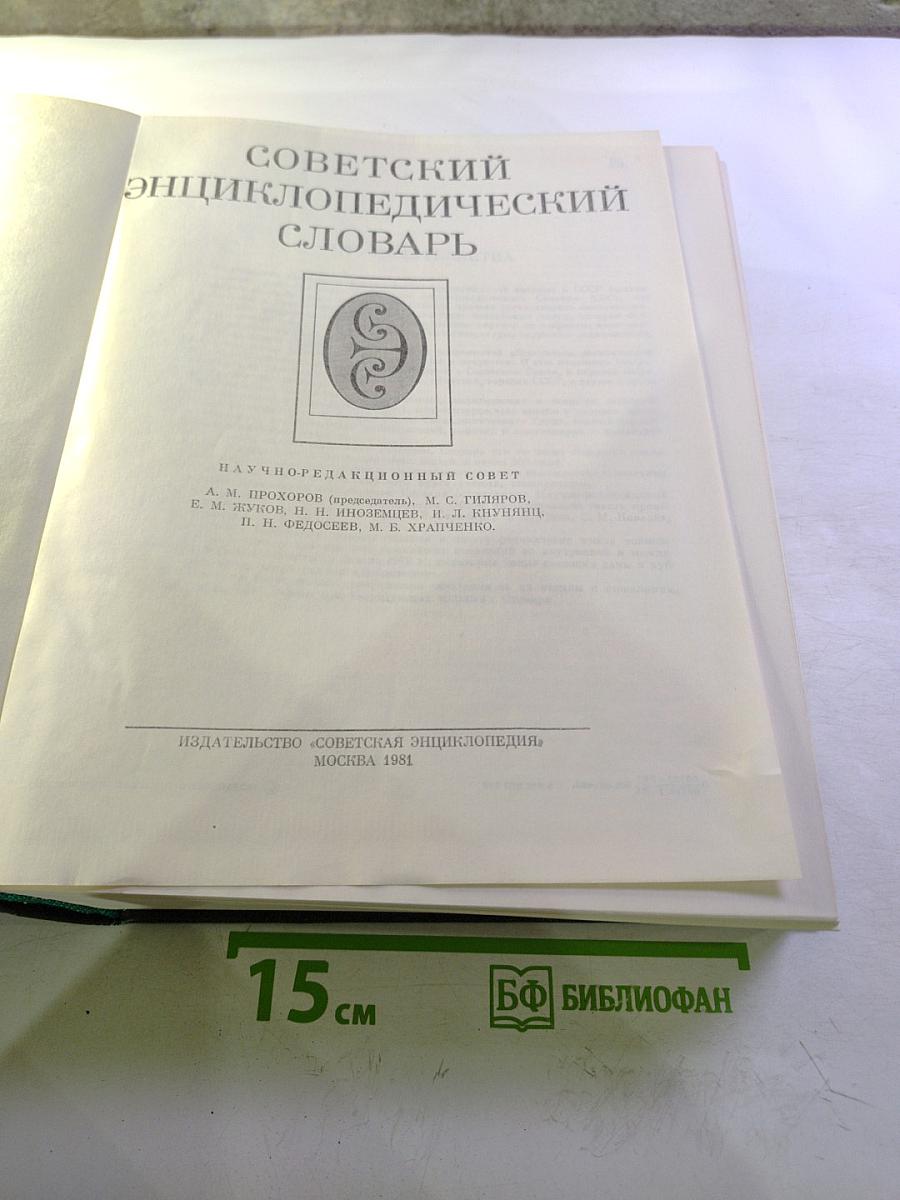 СОВЕТСКИЙ
ЭНЦИКЛОПЕДИЧЕСКИЙ
СЛОВАРЬ
НАУЧНО-РЕДАКЦИОННЫЙ СОВЕТ
А. М. ПРОХОРОВ (председатель), М. С. ГИЛЯРОВ,
Е. М. ЖУКОВ, Н. Н. ИНОЗЕМЦЕВ, И. Л. КНУНЯНЦ,
П. Н. ФЕДОСЕЕВ, М. Б. ХРАПЧЕНКО.
ИЗДАТЕЛЬСТВО «СОВЕТСКАЯ ЭНЦИКЛОПЕДИЯ»
МОСКВА 1981
15 см
БФ БИБЛИОФАН